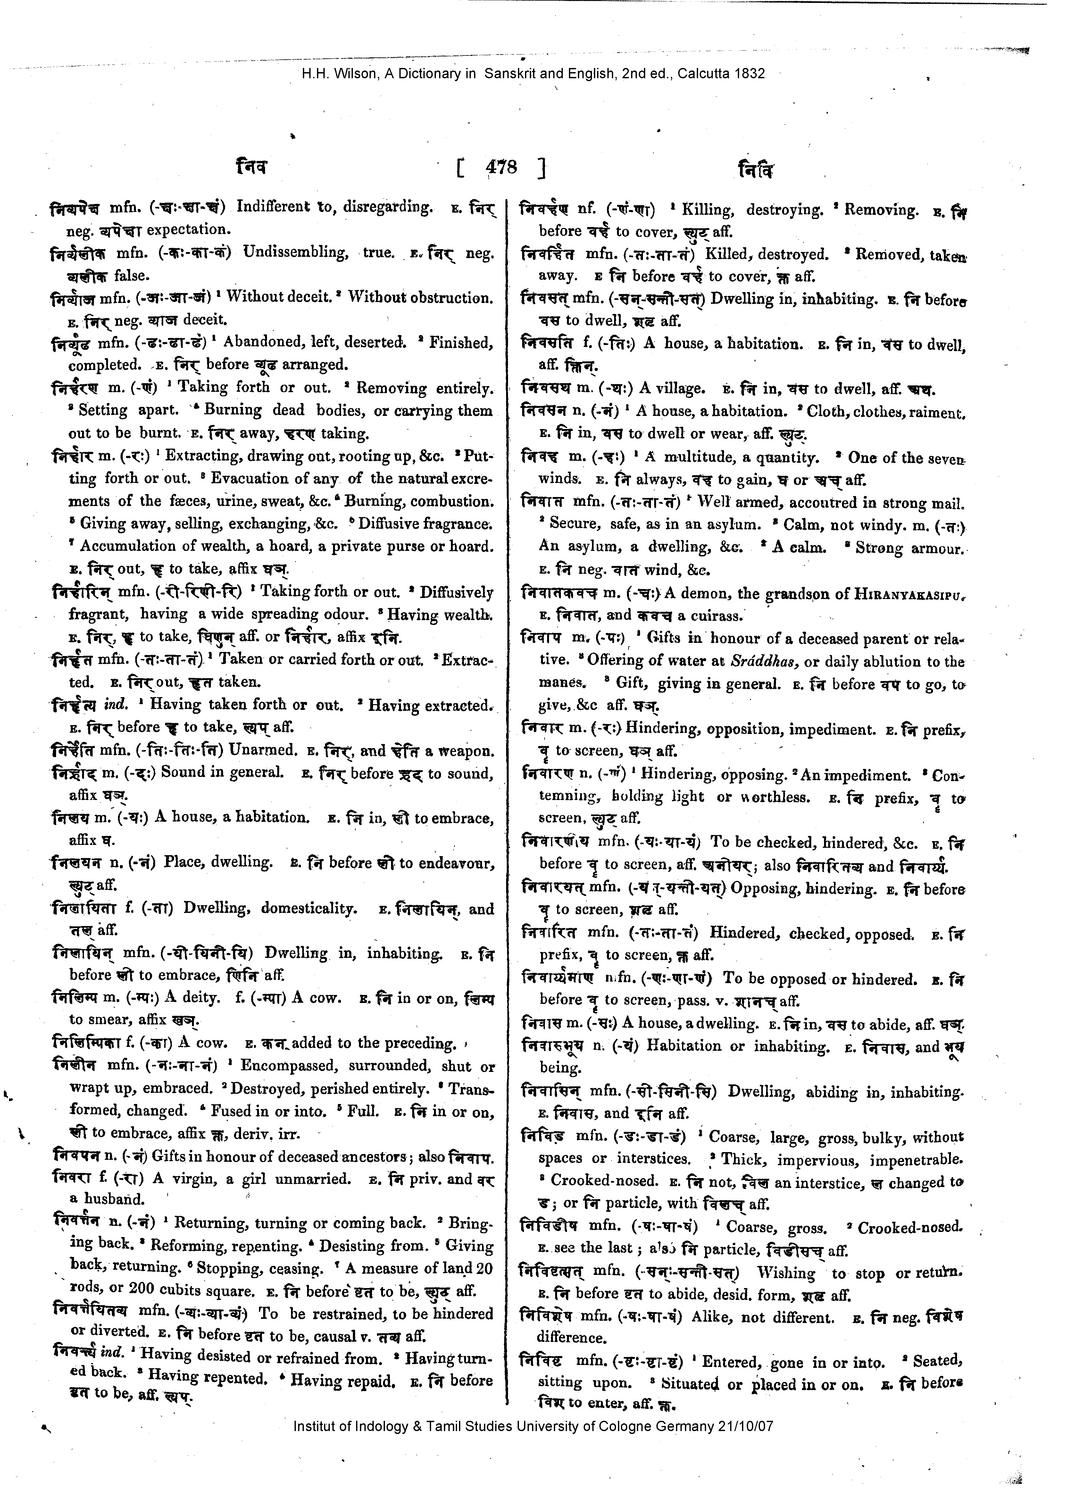 H.H. Wilson, A Dictionary in Sanskrit and English, 2nd ed., Calcutta 1832
निव [ 478 ] निवि
निर्व्यपेक्ष mfn. (-क्षः-क्षा-क्षं) Indifferent to, disregarding. E. निर्
neg. व्यपेक्षा expectation.
निर्व्यलीक mfn. (-कः-का-कं) Undissembling, true. E. निर् neg.
व्यलीक false.
निर्व्याज mfn. (-जः-जा-जं) ¹ Without deceit. ² Without obstruction.
E. निर् neg. व्याज deceit.
निर्व्यूढ mfn. (-ढः-ढा-ढं) ¹ Abandoned, left, deserted. ² Finished,
completed. E. निर् before व्यूढ arranged.
निर्हरण m. (-णं) ¹ Taking forth or out. ² Removing entirely.
³ Setting apart. ⁴ Burning dead bodies, or carrying them
out to be burnt. E. निर् away, हरण taking.
निर्हार m. (-रः) ¹ Extracting, drawing out, rooting up, &c. ² Put-
ting forth or out. ³ Evacuation of any of the natural excre-
ments of the fæces, urine, sweat, &c. ⁴ Burning, combustion.
⁵ Giving away, selling, exchanging, &c. ⁶ Diffusive fragrance.
⁷ Accumulation of wealth, a hoard, a private purse or hoard.
E. निर् out, हृ to take, affix घञ्.
निर्हारिन् mfn. (-री-रिणी-रि) ¹ Taking forth or out. ² Diffusively
fragrant, having a wide spreading odour. ³ Having wealth.
E. निर्, हृ to take, घिणुन् aff. or निर्हार, affix इनि.
निर्हृत mfn. (-तः-ता-तं) ¹ Taken or carried forth or out. ² Extrac-
ted. E. निर् out, हृत taken.
निर्हृत्य ind. ¹ Having taken forth or out. ² Having extracted.
E. निर् before हृ to take, ल्यप् aff.
निर्हेति mfn. (-तिः-तिः-ति) Unarmed. E. निर्, and हेति a weapon.
निर्ह्राद m. (-दः) Sound in general. E. निर् before ह्रद to sound,
affix घञ्.
निलय m. (-यः) A house, a habitation. E. नि in, ली to embrace,
affix घ.
निलयन n. (-नं) Place, dwelling. E. नि before ली to endeavour,
ल्युट् aff.
निलायिता f. (-ता) Dwelling, domesticality. E. निलायिन्, and
तल् aff.
निलायिन् mfn. (-यी-यिनी-यि) Dwelling in, inhabiting. E. नि
before ली to embrace, णिनि aff.
निलिम्प m. (-म्पः) A deity. f. (-म्पा) A cow. E. नि in or on, लिम्प
to smear, affix खञ्.
निलिम्पिका f. (-का) A cow. E. कन् added to the preceding.
निलीन mfn. (-नः-ना-नं) ¹ Encompassed, surrounded, shut or
wrapt up, embraced. ² Destroyed, perished entirely. ³ Trans-
formed, changed. ⁴ Fused in or into. ⁵ Full. E. नि in or on,
ली to embrace, affix क्त, deriv. irr.
निवपन n. (-नं) Gifts in honour of deceased ancestors; also निवाप.
निवरा f. (-रा) A virgin, a girl unmarried. E. नि priv. and वर
a husband.
निवर्त्तन n. (-नं) ¹ Returning, turning or coming back. ² Bring-
ing back. ³ Reforming, repenting. ⁴ Desisting from. ⁵ Giving
back, returning. ⁶ Stopping, ceasing. ⁷ A measure of land 20
rods, or 200 cubits square. E. नि before वृत to be, ल्युट् aff.
निवर्त्तयितव्य mfn. (-व्यः-व्या-व्यं) To be restrained, to be hindered
or diverted. E. नि before वृत to be, causal v. तव्य aff.
निवर्त्त्य ind. ¹ Having desisted or refrained from. ² Having turn-
ed back. ³ Having repented. ⁴ Having repaid. E. नि before
वृत to be, aff. ल्यप्.
निवर्हण nf. (-णं-णा) ¹ Killing, destroying. ² Removing. E. नि
before वर्ह to cover, ल्युट् aff.
निवर्हित mfn. (-तः-ता-तं) Killed, destroyed. ² Removed, taken
away. E नि before वर्ह to cover, क्त aff.
निवसत् mfn. (-सन्-सन्ती-सत्) Dwelling in, inhabiting. E. नि before
वस to dwell, शतृ aff.
निवसति f. (-तिः) A house, a habitation. E. नि in, वस to dwell,
aff. क्तिन्.
निवसथ m. (-थः) A village. E. नि in, वस to dwell, aff. अथ.
निवसन n. (-नं) ¹ A house, a habitation. ² Cloth, clothes, raiment.
E. नि in, वस to dwell or wear, aff. ल्युट्.
निवह m. (-हः) ¹ A multitude, a quantity. ² One of the seven
winds. E. नि always, वह to gain, घ or अच् aff.
निवात mfn. (-तः-ता-तं) ¹ Well armed, accoutred in strong mail.
² Secure, safe, as in an asylum. ³ Calm, not windy. m. (-तः)
An asylum, a dwelling, &c. ² A calm. ³ Strong armour.
E. नि neg. वात wind, &c.
निवातकवच m. (-चः) A demon, the grandson of HIRANYAKASIPU.
E. निवात, and कवच a cuirass.
निवाप m. (-पः) ¹ Gifts in honour of a deceased parent or rela-
tive. ² Offering of water at Sráddhas, or daily ablution to the
manes. ³ Gift, giving in general. E. नि before वप to go, to
give, &c aff. घञ्.
निवार m. (-रः) Hindering, opposition, impediment. E. नि prefix,
वृ to screen, घञ् aff.
निवारण n. (-णं) ¹ Hindering, opposing. ² An impediment. ³ Con-
temning, holding light or worthless. E. नि prefix, वृ to
screen, ल्युट् aff.
निवारणीय mfn. (-यः-या-यं) To be checked, hindered, &c. E. नि
before वृ to screen, aff. अनीयर्; also निवारितव्य and निवार्य्य.
निवारयत् mfn. (-यन्-यन्ती-यत्) Opposing, hindering. E. नि before
वृ to screen, शतृ aff.
निवारित mfn. (-तः-ता-तं) Hindered, checked, opposed. E. नि
prefix, वृ to screen, क्त aff.
निवार्य्यमाण mfn. (-णः-णा-णं) To be opposed or hindered. E. नि
before वृ to screen, pass. v. शानच् aff.
निवास m. (-सः) A house, a dwelling. E. नि in, वस to abide, aff. घञ्.
निवासभूय n. (-यं) Habitation or inhabiting. E. निवास, and भूय
being.
निवासिन् mfn. (-सी-सिनी-सि) Dwelling, abiding in, inhabiting.
E. निवास, and इनि aff.
निविड mfn. (-डः-डा-डं) ¹ Coarse, large, gross, bulky, without
spaces or interstices. ² Thick, impervious, impenetrable.
³ Crooked-nosed. E. नि not, विल an interstice, ल changed to
ड; or नि particle, with विडच् aff.
निविडीष mfn. (-षः-षा-षं) ¹ Coarse, gross. ² Crooked-nosed.
E. see the last; also नि particle, विडीसच् aff.
निविवृत्सत् mfn. (-सन्-सन्ती-सत्) Wishing to stop or return.
E. नि before वृत to abide, desid. form, शतृ aff.
निविशेष mfn. (-षः-षा-षं) Alike, not different. E. नि neg. विशेष
difference.
निविष्ट mfn. (-ष्टः-ष्टा-ष्टं) ¹ Entered, gone in or into. ² Seated,
sitting upon. ³ Situated or placed in or on. E. नि before
विश to enter, aff. क्त.
Institut of Indology & Tamil Studies University of Cologne Germany 21/10/07